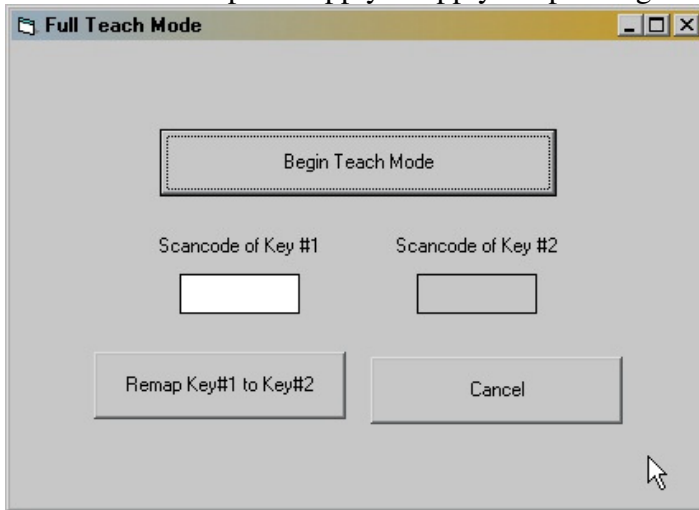 Full Teach Mode
Begin Teach Mode
Scancode of Key #1 Scancode of Key #2
Remap Key#1 to Key#2 Cancel